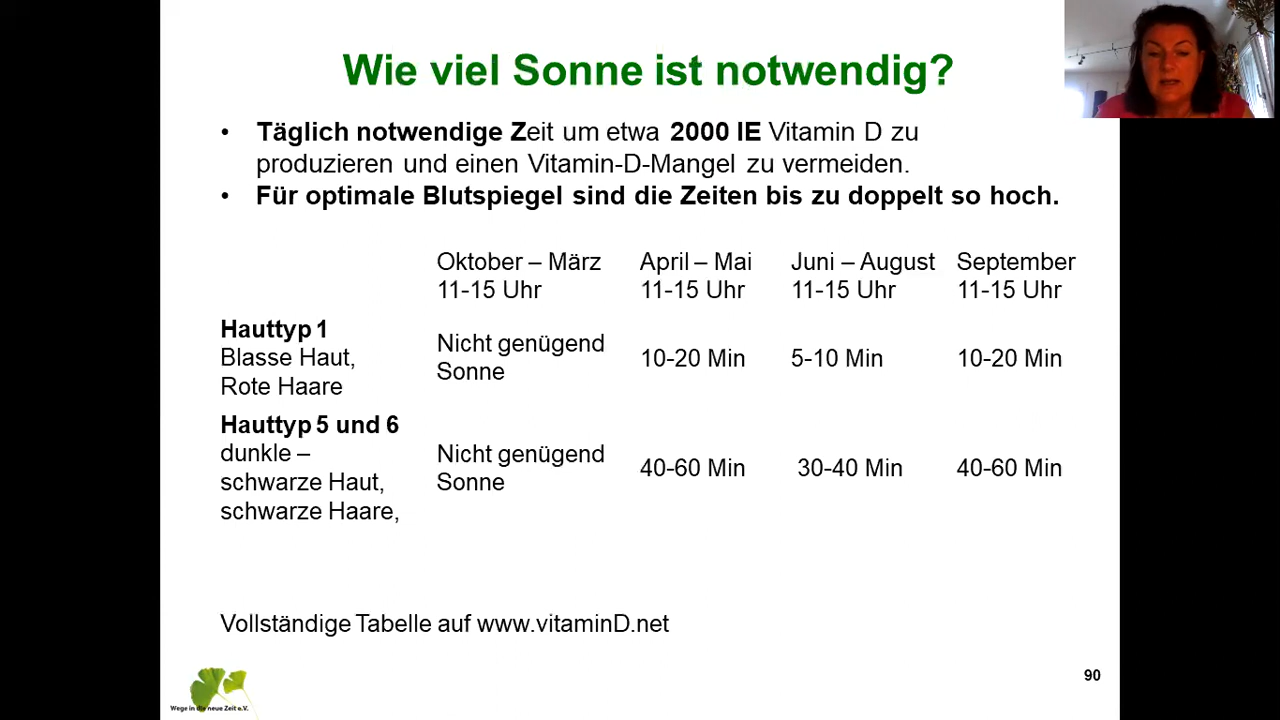 Wie viel Sonne ist notwendig?
• Täglich notwendige Zeit um etwa 2000 IE Vitamin D zu
produzieren und einen Vitamin-D-Mangel zu vermeiden.
• Für optimale Blutspiegel sind die Zeiten bis zu doppelt so hoch.
Oktober – März April – Mai Juni – August September
11-15 Uhr 11-15 Uhr 11-15 Uhr 11-15 Uhr
Hauttyp 1
Blasse Haut,
Rote Haare
Nicht genügend
Sonne
10-20 Min 5-10 Min 10-20 Min
Hauttyp 5 und 6
dunkle –
schwarze Haut,
schwarze Haare,
Nicht genügend
Sonne
40-60 Min 30-40 Min 40-60 Min
Vollständige Tabelle auf www.vitaminD.net
Wege in die neue Zeit e.V.
90